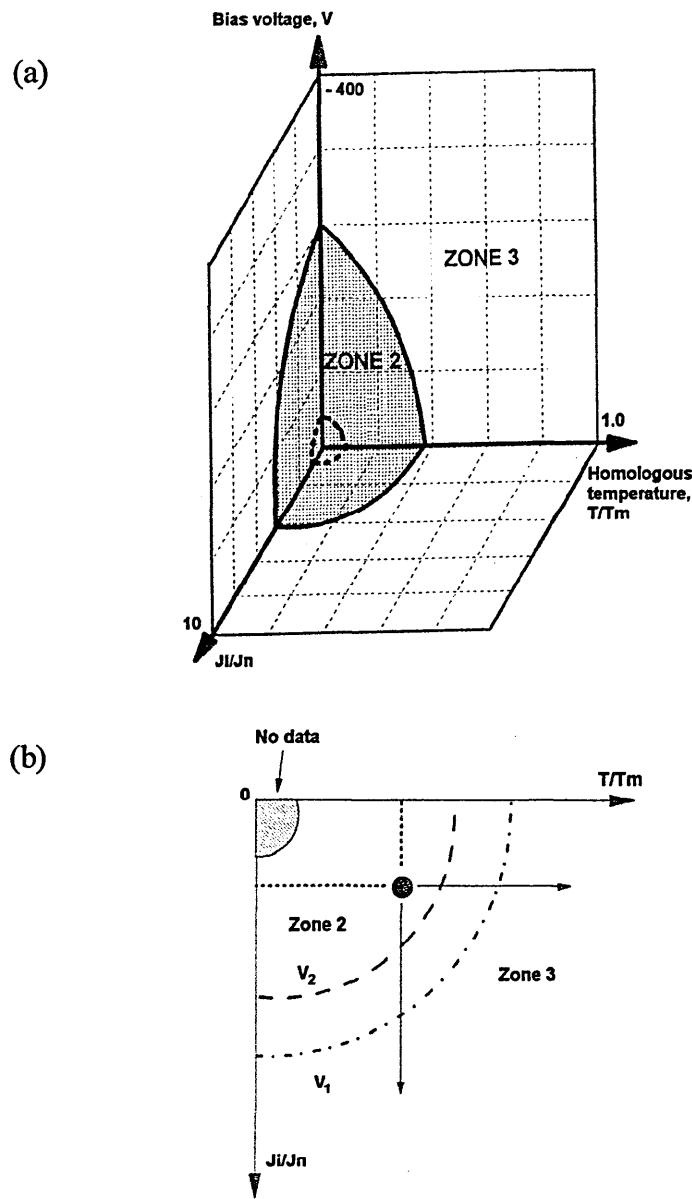 Bias voltage, V
(a)
- 400
ZONE 3
ZONE 2
1.0
Homologous
temperature,
T/Tm
10
Ji/Jn
No data
(b)
0
T/Tm
Zone 2
V2
Zone 3
V1
Ji/Jn